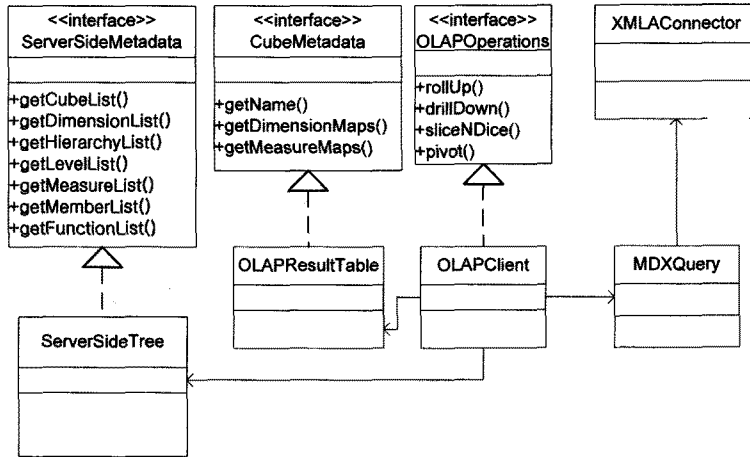 <<interface>>
ServerSideMetadata
+getCubeList()
+getDimensionList()
+getHierarchyList()
+getLevelList()
+getMeasureList()
+getMemberList()
+getFunctionList()
<<interface>>
CubeMetadata
+getName()
+getDimensionMaps()
+getMeasureMaps()
<<interface>>
OLAPOperations
+rollUp()
+drillDown()
+sliceNDice()
+pivot()
XMLAConnector
OLAPResultTable
OLAPClient
MDXQuery
ServerSideTree